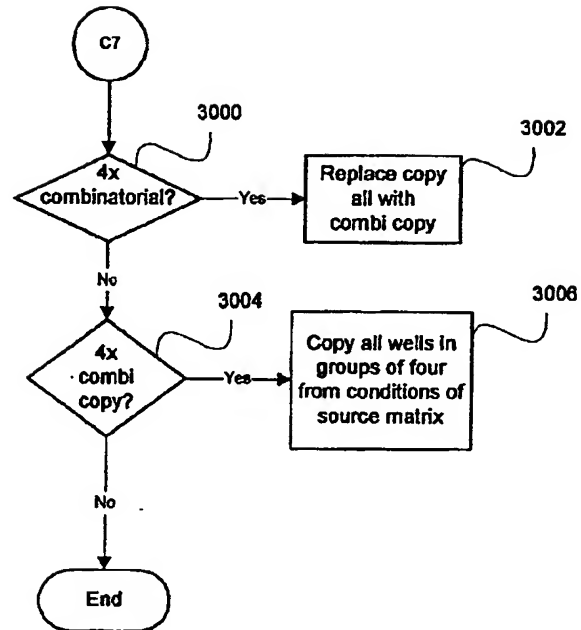 C7
3000
4x
combinatorial?
Yes
3002
Replace copy
all with
combi copy
No
3004
4x
combi
copy?
Yes
3006
Copy all wells in
groups of four
from conditions of
source matrix
No
End